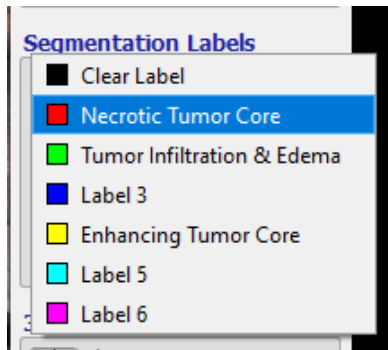 Segmentation Labels
Clear Label
Necrotic Tumor Core
Tumor Infiltration & Edema
Label 3
Enhancing Tumor Core
Label 5
Label 6